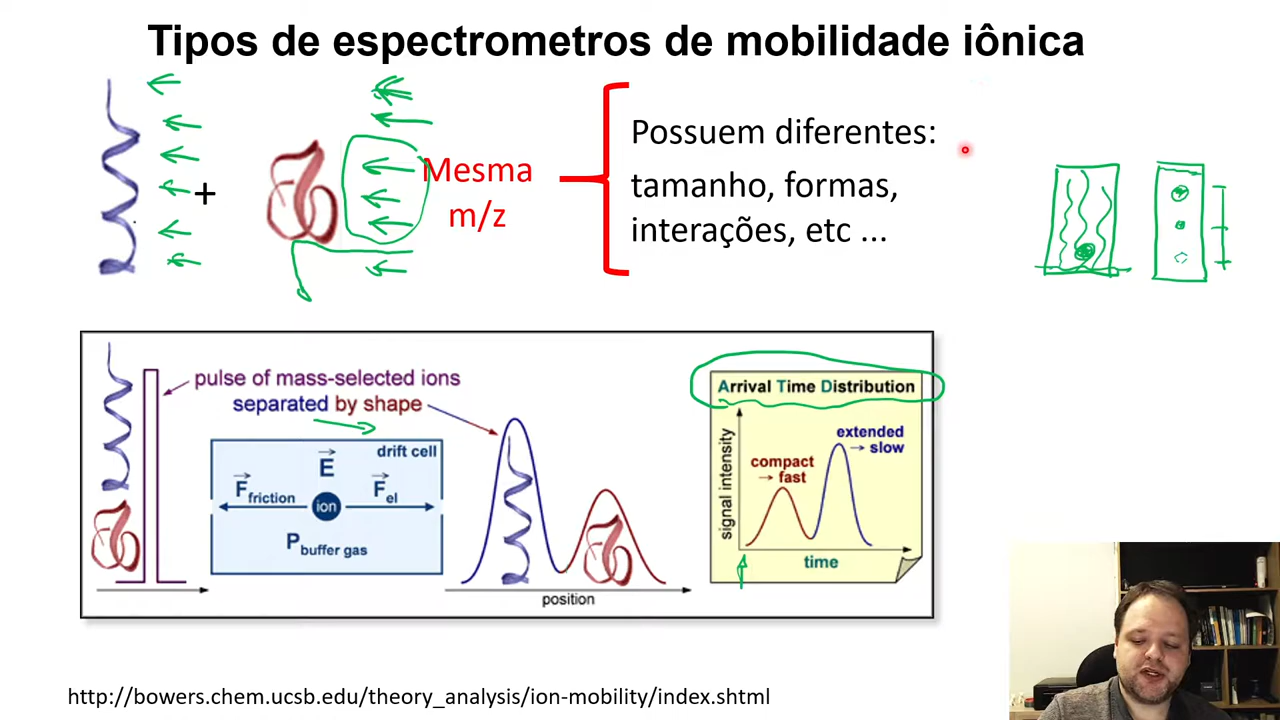 Tipos de espectrometros de mobilidade iônica
+
Mesma
m/z
Possuem diferentes:
tamanho, formas,
interações, etc ...
pulse of mass-selected ions
separated by shape
drift cell
E
F friction
ion
F el
P buffer gas
position
Arrival Time Distribution
signal intensity
compact
→ fast
extended
→ slow
time
http://bowers.chem.ucsb.edu/theory_analysis/ion-mobility/index.shtml